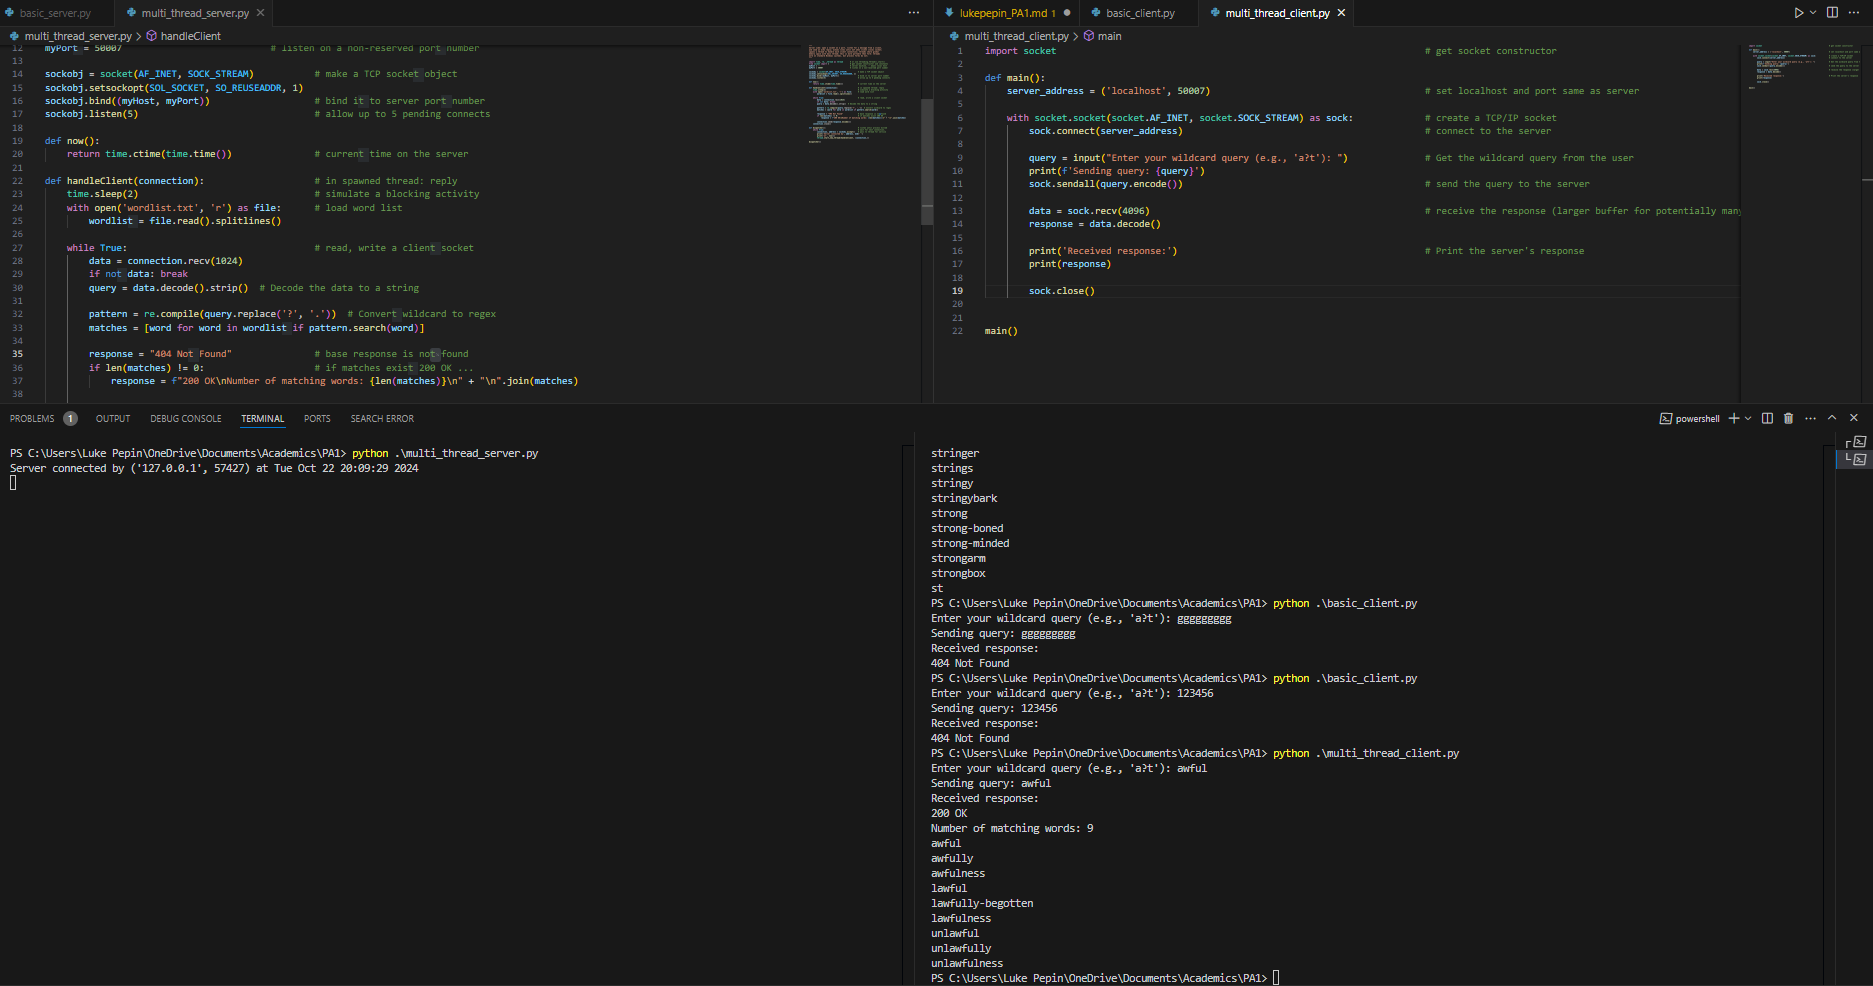 basic_server.py
multi_thread_server.py
multi_thread_server.py > handleClient
12 myPort = 50007 # listen on a non-reserved port number
13
14 sockobj = socket(AF_INET, SOCK_STREAM) # make a TCP socket object
15 sockobj.setsockopt(SOL_SOCKET, SO_REUSEADDR, 1)
16 sockobj.bind((myHost, myPort)) # bind it to server port number
17 sockobj.listen(5) # allow up to 5 pending connects
18
19 def now():
20 return time.ctime(time.time()) # current time on the server
21
22 def handleClient(connection): # in spawned thread: reply
23 time.sleep(2) # simulate a blocking activity
24 with open('wordlist.txt', 'r') as file: # load word list
25 wordlist = file.read().splitlines()
26
27 while True: # read, write a client socket
28 data = connection.recv(1024)
29 if not data: break
30 query = data.decode().strip() # Decode the data to a string
31
32 pattern = re.compile(query.replace('?', '.')) # Convert wildcard to regex
33 matches = [word for word in wordlist if pattern.search(word)]
34
35 response = "404 Not Found" # base response is not-found
36 if len(matches) != 0: # if matches exist 200 OK ...
37 response = f"200 OK\nNumber of matching words: {len(matches)}\n" + "\n".join(matches)
38
lukepepin_PA1.md 1
basic_client.py
multi_thread_client.py
multi_thread_client.py > main
1 import socket # get socket constructor
2
3 def main():
4 server_address = ('localhost', 50007) # set localhost and port same as server
5
6 with socket.socket(socket.AF_INET, socket.SOCK_STREAM) as sock: # create a TCP/IP socket
7 sock.connect(server_address) # connect to the server
8
9 query = input("Enter your wildcard query (e.g., 'a?t'): ") # Get the wildcard query from the user
10 print(f'Sending query: {query}')
11 sock.sendall(query.encode()) # send the query to the server
12
13 data = sock.recv(4096) # receive the response (larger buffer for potentially many
14 response = data.decode()
15
16 print('Received response:') # Print the server's response
17 print(response)
18
19 sock.close()
20
21
22 main()
PROBLEMS 1 OUTPUT DEBUG CONSOLE TERMINAL PORTS SEARCH ERROR
powershell
PS C:\Users\Luke Pepin\OneDrive\Documents\Academics\PA1> python .\multi_thread_server.py
Server connected by ('127.0.0.1', 57427) at Tue Oct 22 20:09:29 2024
stringer
strings
stringy
stringybark
strong
strong-boned
strong-minded
strongarm
strongbox
st
PS C:\Users\Luke Pepin\OneDrive\Documents\Academics\PA1> python .\basic_client.py
Enter your wildcard query (e.g., 'a?t'): ggggggggg
Sending query: ggggggggg
Received response:
404 Not Found
PS C:\Users\Luke Pepin\OneDrive\Documents\Academics\PA1> python .\basic_client.py
Enter your wildcard query (e.g., 'a?t'): 123456
Sending query: 123456
Received response:
404 Not Found
PS C:\Users\Luke Pepin\OneDrive\Documents\Academics\PA1> python .\multi_thread_client.py
Enter your wildcard query (e.g., 'a?t'): awful
Sending query: awful
Received response:
200 OK
Number of matching words: 9
awful
awfully
awfulness
lawful
lawfully-begotten
lawfulness
unlawful
unlawfully
unlawfulness
PS C:\Users\Luke Pepin\OneDrive\Documents\Academics\PA1>